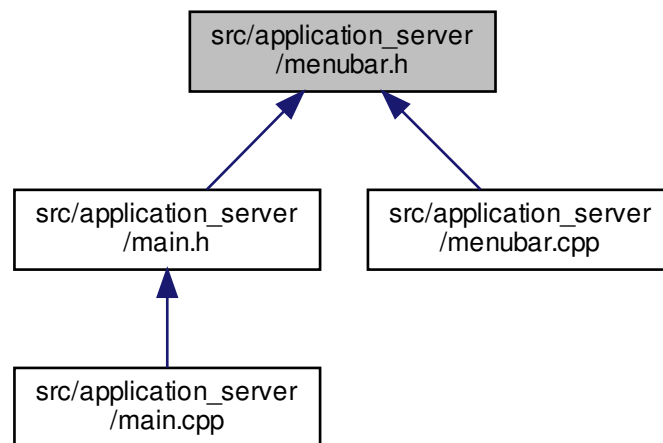 src/application_server
/menubar.h
src/application_server
/main.h
src/application_server
/menubar.cpp
src/application_server
/main.cpp